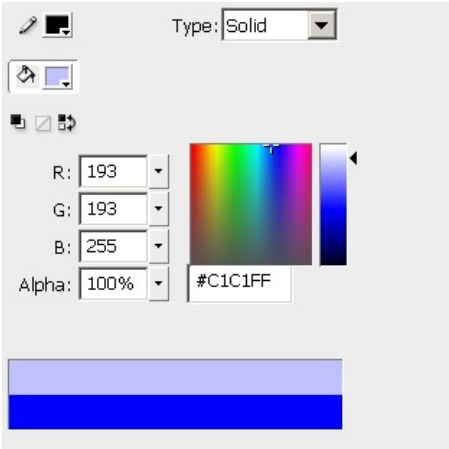 Type: Solid
R: 193
G: 193
B: 255
Alpha: 100% #C1C1FF